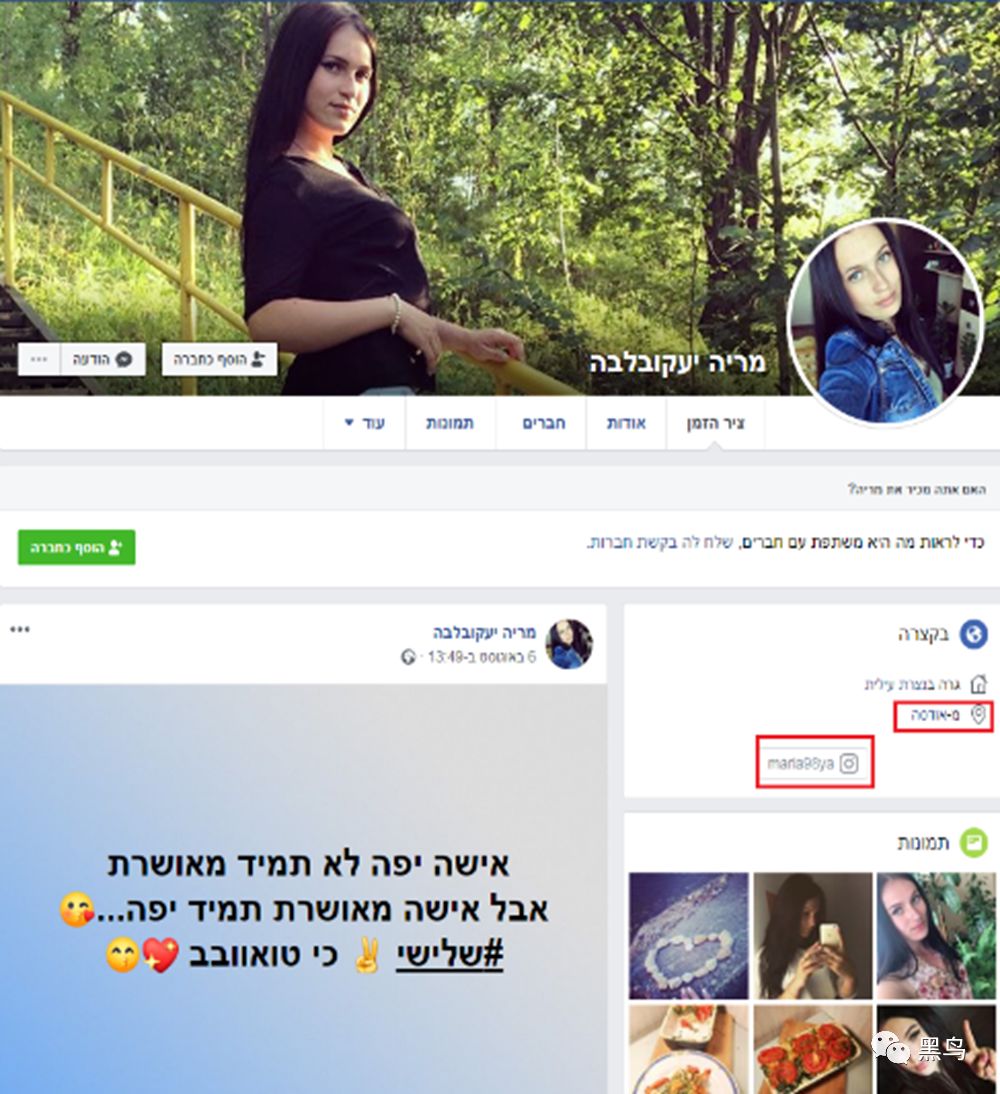 מריה יעקובלבה
הוסף כחברה
הודעה
ציר הזמן
אודות
חברים
תמונות
עוד
האם אתה מכיר את מריה?
כדי לראות מה היא משתפת עם חברים, שלח לה בקשת חברות.
הוסף כחברה
מריה יעקובלבה
6 באוגוסט ב-13:49
אישה יפה לא תמיד מאושרת
אבל אישה מאושרת תמיד יפה...😘
#שלישי ✌ כי טואוובב 💖😙
בקצרה
גרה בנצרת עילית
מ-אודסה
maria98ya
תמונות
黑鸟